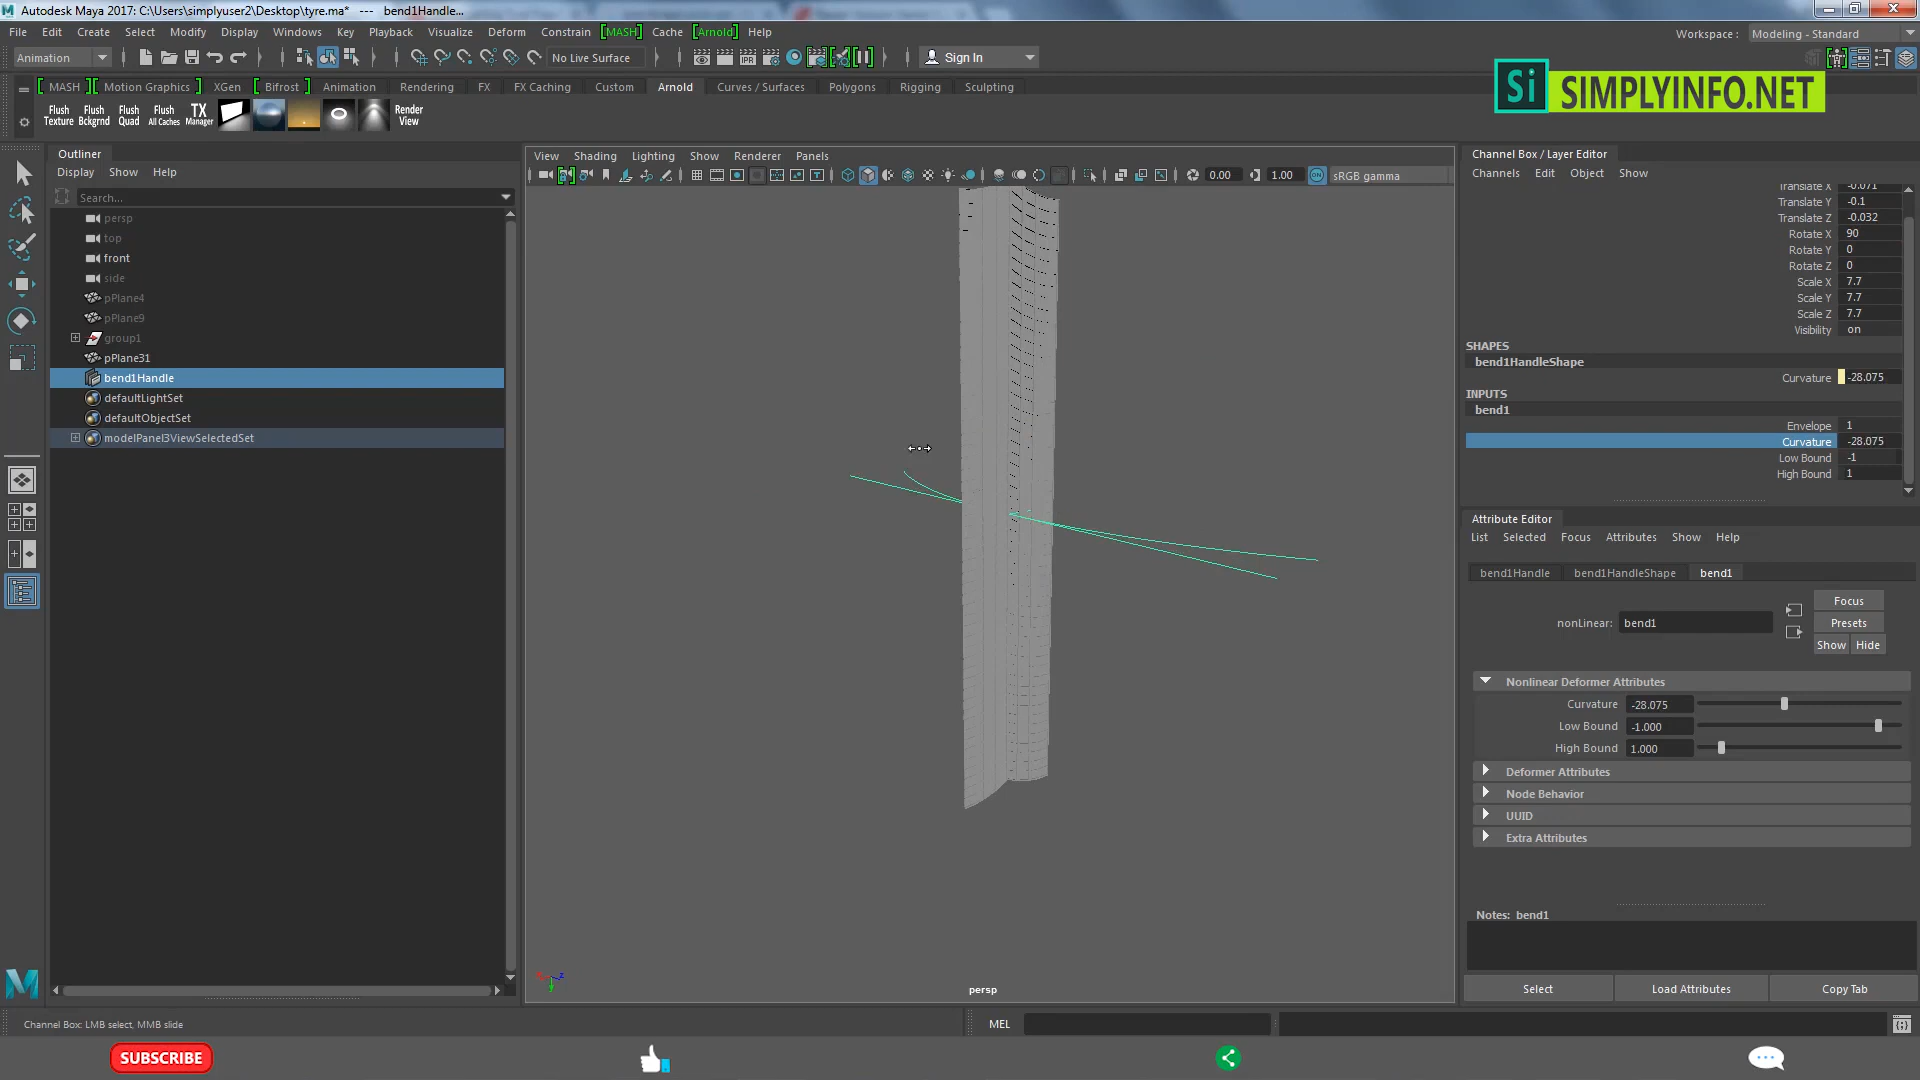 Autodesk Maya 2017: C:\Users\simplyuser2\Desktop\tyre.ma* --- bend1Handle...
File Edit Create Select Modify Display Windows Key Playback Visualize Deform Constrain [MASH] Cache [Arnold] Help
Workspace : Modeling - Standard
Animation No Live Surface IPR Sign In
MASH Motion Graphics XGen Bifrost Animation Rendering FX FX Caching Custom Arnold Curves / Surfaces Polygons Rigging Sculpting
Si SIMPLYINFO.NET
Flush Flush Flush Flush TX Render
Texture Bckgrnd Quad All Caches Manager View
Outliner
Display Show Help
Search...
persp
top
front
side
pPlane4
pPlane9
group1
pPlane31
bend1Handle
defaultLightSet
defaultObjectSet
modelPanel3ViewSelectedSet
View Shading Lighting Show Renderer Panels
0.00 1.00 sRGB gamma
persp
Channel Box / Layer Editor
Channels Edit Object Show
Translate X -0.071
Translate Y -0.1
Translate Z -0.032
Rotate X 90
Rotate Y 0
Rotate Z 0
Scale X 7.7
Scale Y 7.7
Scale Z 7.7
Visibility on
SHAPES
bend1HandleShape
Curvature -28.075
INPUTS
bend1
Envelope 1
Curvature -28.075
Low Bound -1
High Bound 1
Attribute Editor
List Selected Focus Attributes Show Help
bend1Handle bend1HandleShape bend1
Focus
nonLinear: bend1 Presets
Show Hide
Nonlinear Deformer Attributes
Curvature -28.075
Low Bound -1.000
High Bound 1.000
Deformer Attributes
Node Behavior
UUID
Extra Attributes
Notes: bend1
Select Load Attributes Copy Tab
Channel Box: LMB select, MMB slide
MEL
SUBSCRIBE